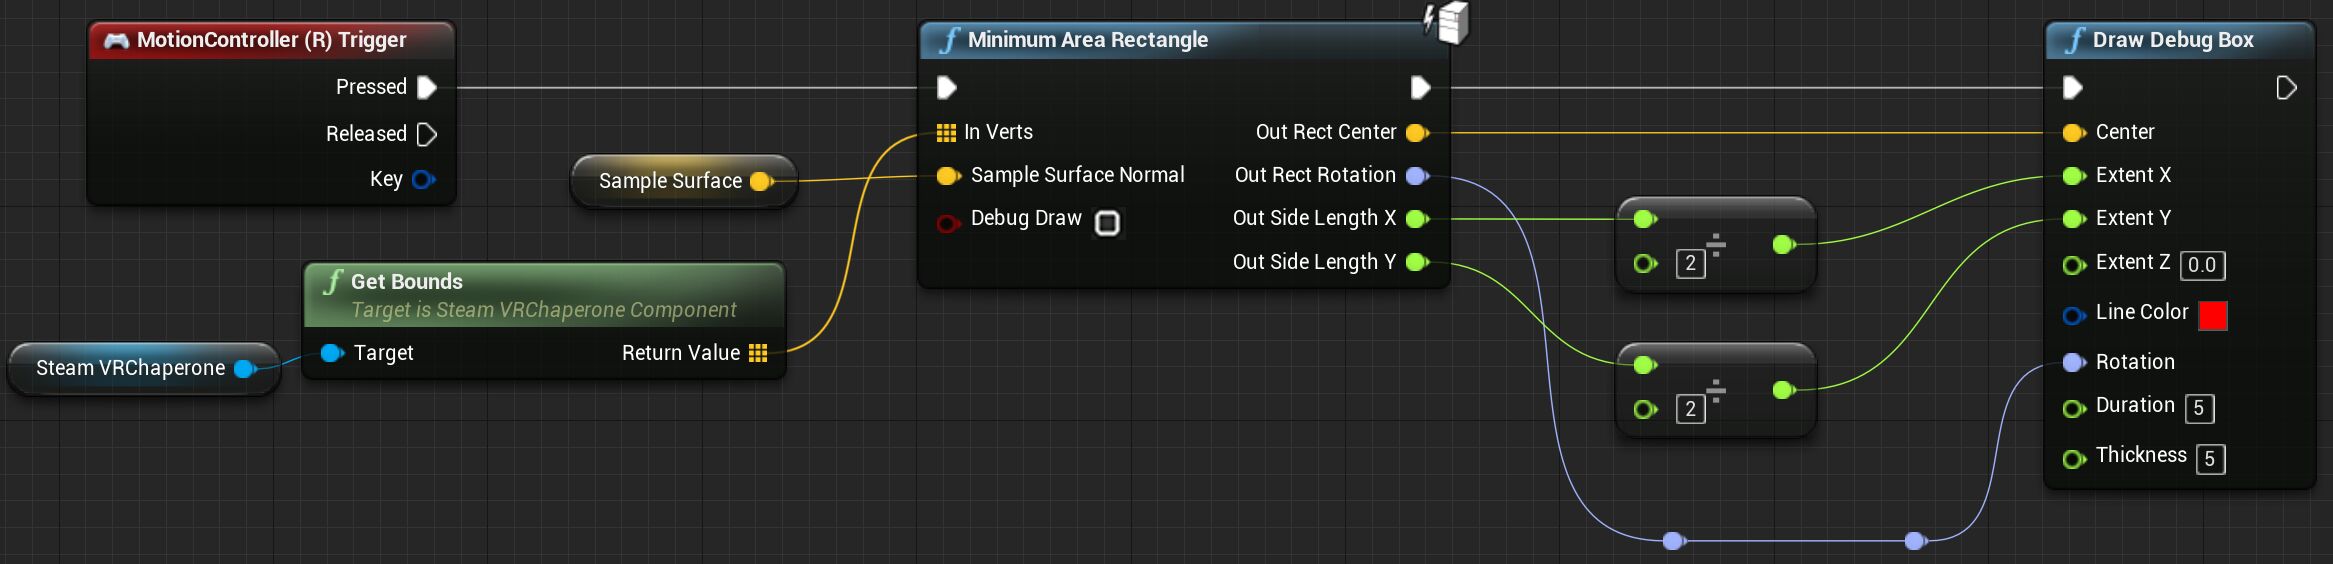 MotionController (R) Trigger
Pressed
Released
Key
Sample Surface
f Get Bounds
Target is Steam VRChaperone Component
Target
Return Value
Steam VRChaperone
f Minimum Area Rectangle
In Verts
Out Rect Center
Sample Surface Normal
Out Rect Rotation
Debug Draw
Out Side Length X
Out Side Length Y
÷
2
÷
2
f Draw Debug Box
Center
Extent X
Extent Y
Extent Z 0.0
Line Color
Rotation
Duration 5
Thickness 5